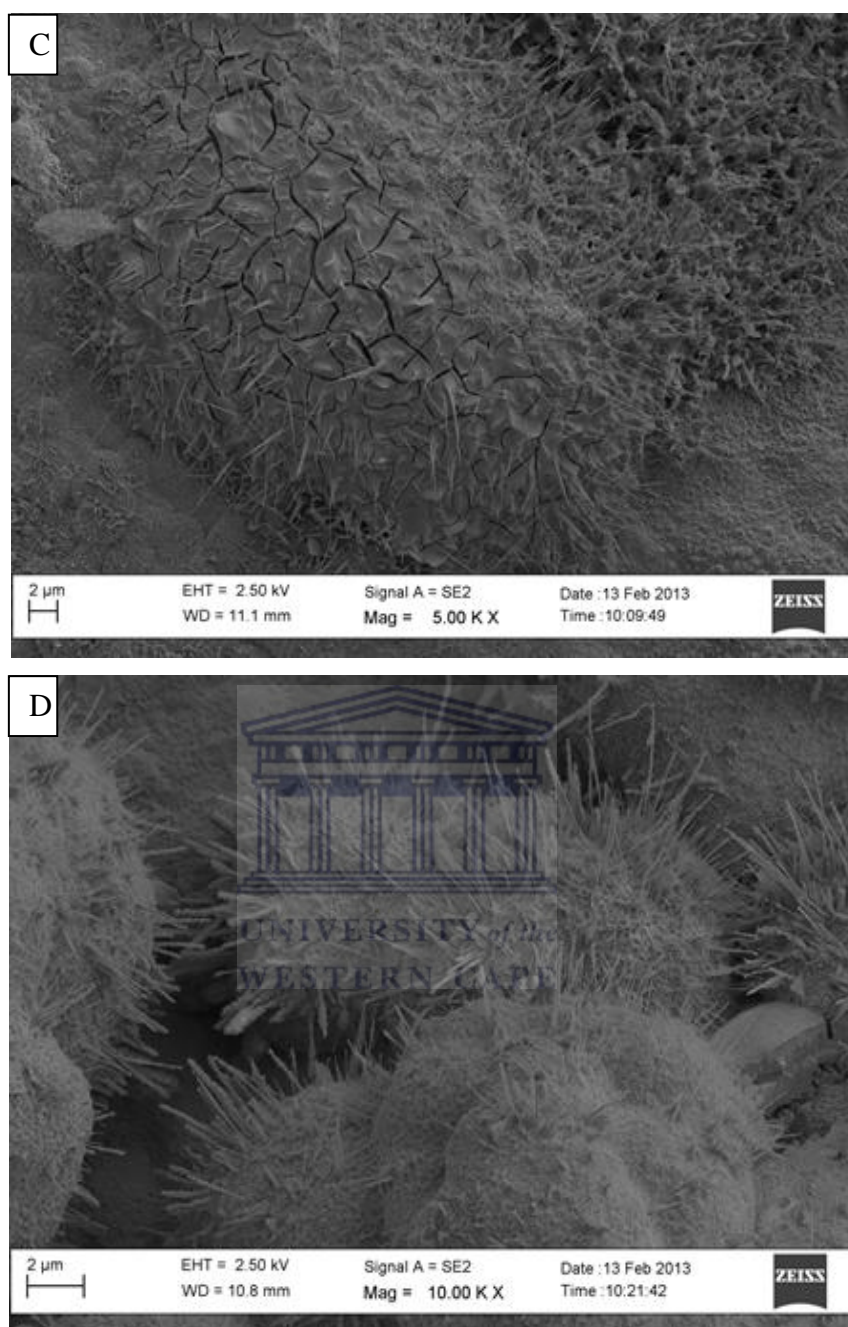 C
2 µm
EHT = 2.50 kV
Signal A = SE2
Date :13 Feb 2013
WD = 11.1 mm
Mag = 5.00 K X
Time :10:09:49
ZEISS
D
UNIVERSITY of the
WESTERN CAPE
2 µm
EHT = 2.50 kV
Signal A = SE2
Date :13 Feb 2013
WD = 10.8 mm
Mag = 10.00 K X
Time :10:21:42
ZEISS